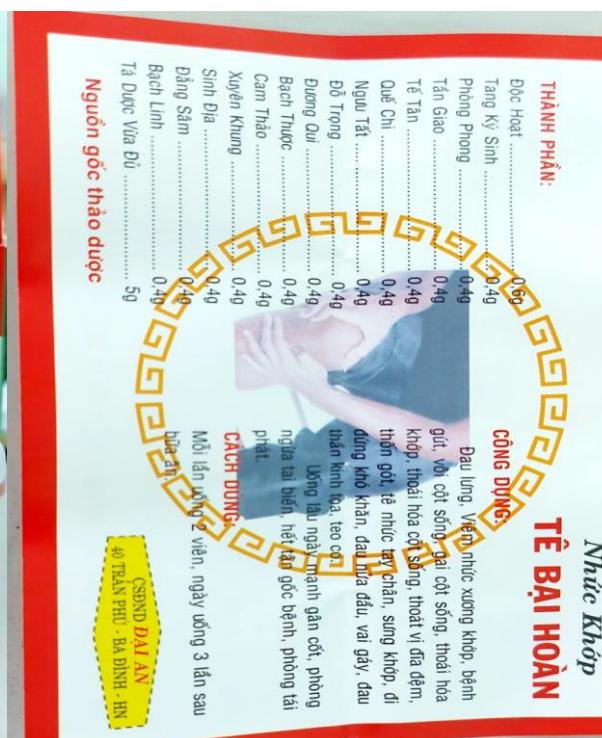 Nhức Khớp
TÊ BẠI HOÀN
THÀNH PHẦN:
Độc Hoạt ........ 0,6g
Tang Ký Sinh ........ 0,4g
Phòng Phong ........ 0,4g
Tần Giao ........ 0,4g
Tế Tân ........ 0,4g
Quế Chi ........ 0,4g
Ngưu Tất ........ 0,4g
Đỗ Trọng ........ 0,4g
Đương Qui ........ 0,4g
Bạch Thược ........ 0,4g
Cam Thảo ........ 0,4g
Xuyên Khung ........ 0,4g
Sinh Địa ........ 0,4g
Đẳng Sâm ........ 0,4g
Bạch Linh ........ 0,4g
Tá Dược Vừa Đủ ........ 5g
Nguồn gốc thảo dược
CÔNG DỤNG:
Đau lưng, Viêm, nhức xương khớp, bệnh
gút, vôi cột sống, gai cột sống, thoái hóa
khớp, thoái hóa cột sống, thoát vị đĩa đệm,
thốn gót, tê nhức tay chân, sưng khớp, đi
đứng khó khăn, đau nửa đầu, vai gáy, đau
thần kinh tọa, teo cơ.
Uống lâu ngày mạnh gân cốt, phòng
ngừa tai biến, hết tận gốc bệnh, phòng tái
phát.
CÁCH DÙNG:
Mỗi lần uống 2 viên, ngày uống 3 lần sau
bữa ăn.
CSĐND ĐẠI AN
40 TRẦN PHÚ - BA ĐÌNH - HN